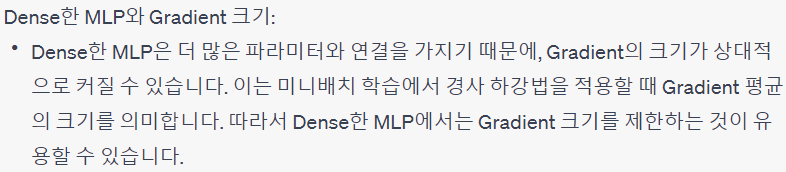 Dense한 MLP와 Gradient 크기:
• Dense한 MLP은 더 많은 파라미터와 연결을 가지기 때문에, Gradient의 크기가 상대적
으로 커질 수 있습니다. 이는 미니배치 학습에서 경사 하강법을 적용할 때 Gradient 평균
의 크기를 의미합니다. 따라서 Dense한 MLP에서는 Gradient 크기를 제한하는 것이 유
용할 수 있습니다.